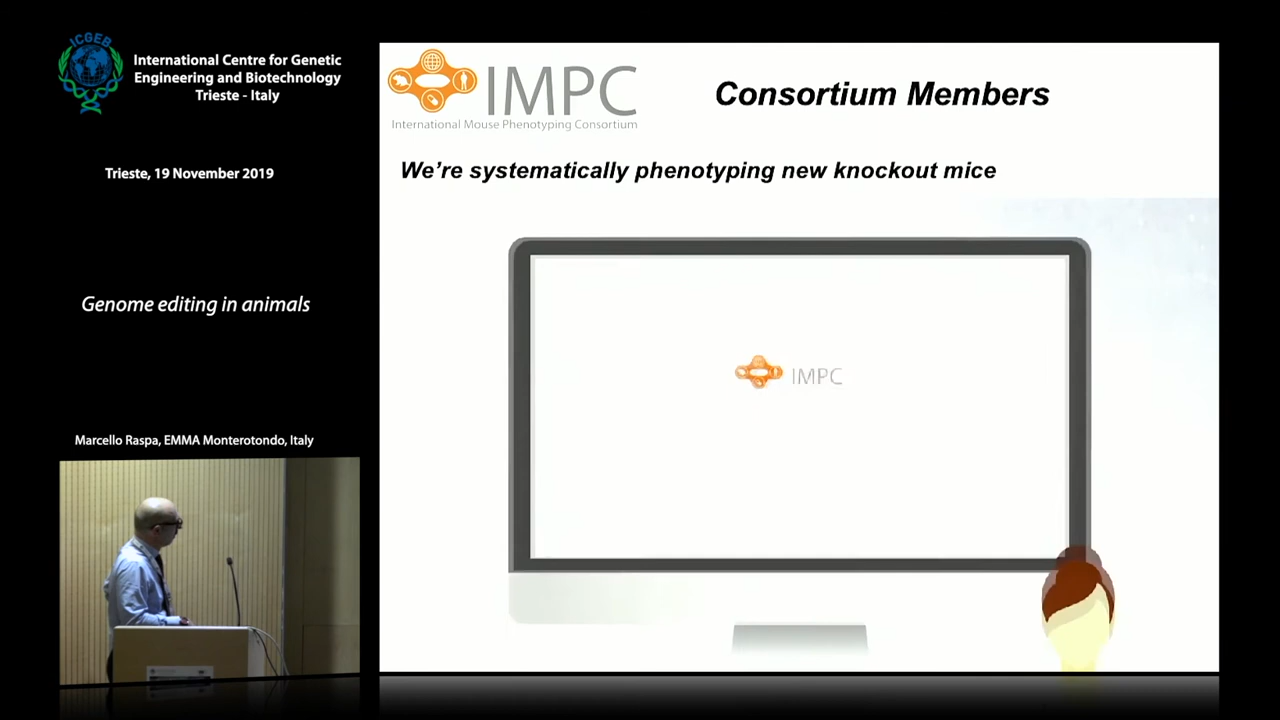 ICGEB
International Centre for Genetic
Engineering and Biotechnology
Trieste - Italy
Trieste, 19 November 2019
Genome editing in animals
Marcello Raspa, EMMA Monterotondo, Italy
IMPC
International Mouse Phenotyping Consortium
Consortium Members
We're systematically phenotyping new knockout mice
IMPC